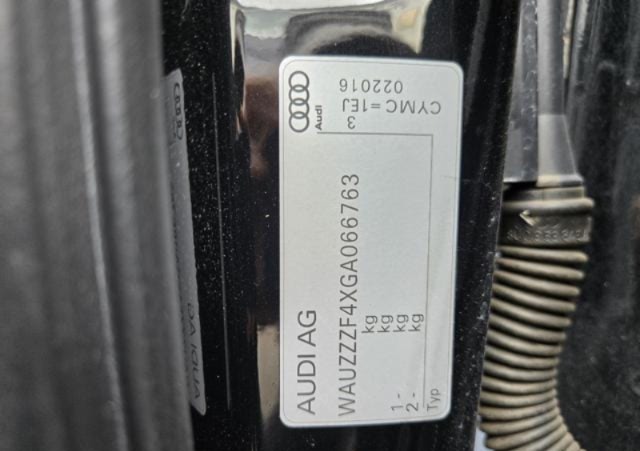 AUDI AG
WAUZZZF4XGA066763
kg
kg
1- kg
2- kg
Typ
Audi
3
CYMC=1EJ
022016